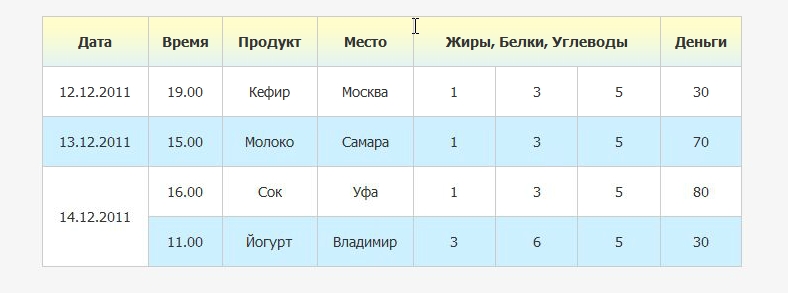 Дата Время Продукт Место Жиры, Белки, Углеводы Деньги
12.12.2011 19.00 Кефир Москва 1 3 5 30
13.12.2011 15.00 Молоко Самара 1 3 5 70
14.12.2011 16.00 Сок Уфа 1 3 5 80
11.00 Йогурт Владимир 3 6 5 30